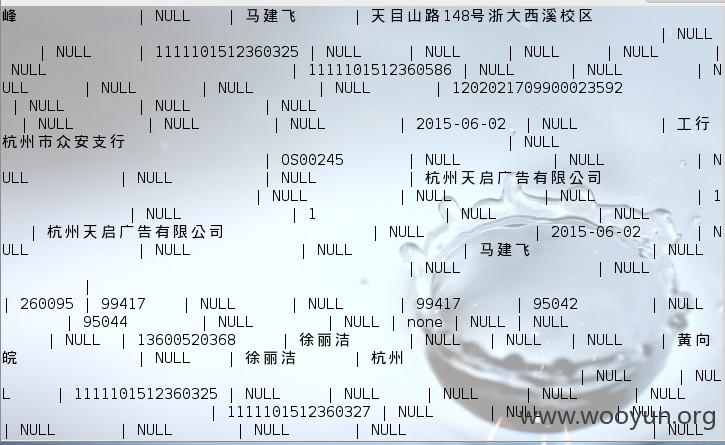 峰 | NULL | 马建飞 | 天目山路148号浙大西溪校区
| NULL
| NULL | 1111101512360325 | NULL | NULL | NULL | NULL |
NULL | 1111101512360586 | NULL | NULL | N
ULL | NULL | NULL | NULL | 1202021709900023592
| NULL | NULL | NULL
| NULL | NULL | NULL | 2015-06-02 | NULL | 工行
杭州市众安支行 | NULL
| OS00245 | NULL | NULL | N
ULL | NULL | NULL | 杭州天启广告有限公司
| NULL | NULL | NULL | 1
| NULL | 1 | NULL | NULL
| 杭州天启广告有限公司 | NULL | 2015-06-02 | N
ULL | NULL | NULL | 马建飞 | NULL
| NULL | NULL
|
| 260095 | 99417 | NULL | NULL | 99417 | 95042 | NULL
| 95044 | NULL | NULL | none | NULL | NULL
| NULL | 13600520368 | 徐丽洁 | NULL | NULL | NULL | 黄向
皖 | NULL | 徐丽洁 | 杭州
| NULL | NUL
L | 1111101512360325 | NULL | NULL | NULL | NULL
| 1111101512360327 | NULL | NULL
www.wooyun.org
| NULL | NULL | NULL | NULL | NULL